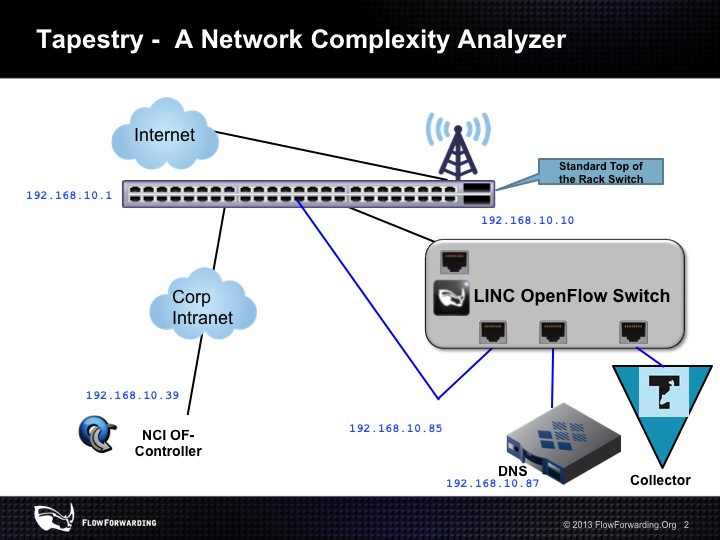 Tapestry - A Network Complexity Analyzer
Internet
Standard Top of
the Rack Switch
192.168.10.1
192.168.10.10
Corp
Intranet
LINC OpenFlow Switch
192.168.10.39
NCI OF-
Controller
192.168.10.85
T
DNS
192.168.10.87
Collector
FLOWFORWARDING
© 2013 FlowForwarding.Org 2